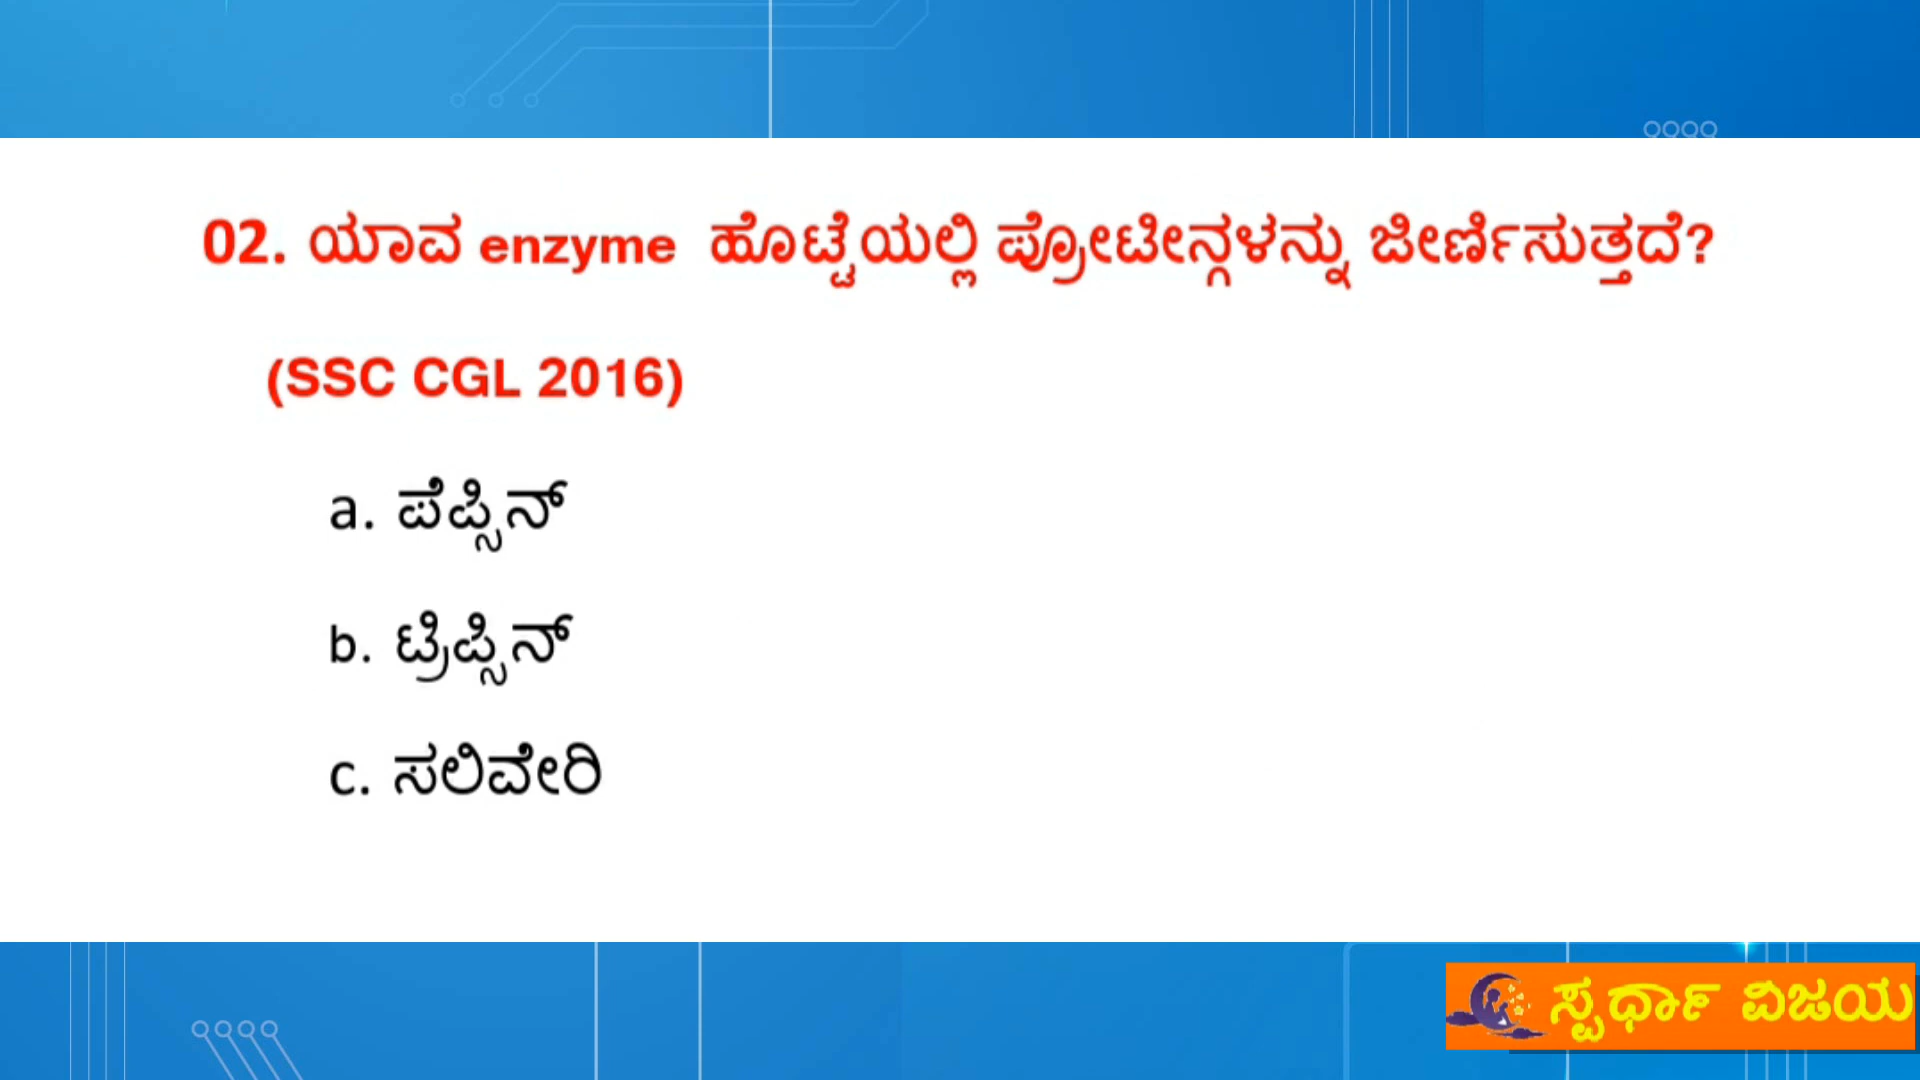 02. ಯಾವ enzyme ಹೊಟ್ಟೆಯಲ್ಲಿ ಪ್ರೋಟೀನ್ಗಳನ್ನು ಜೀರ್ಣಿಸುತ್ತದೆ?
(SSC CGL 2016)
a. ಪೆಪ್ಸಿನ್
b. ಟ್ರಿಪ್ಸಿನ್
c. ಸಲಿವೇರಿ
ಸ್ಪರ್ಧಾ ವಿಜಯ